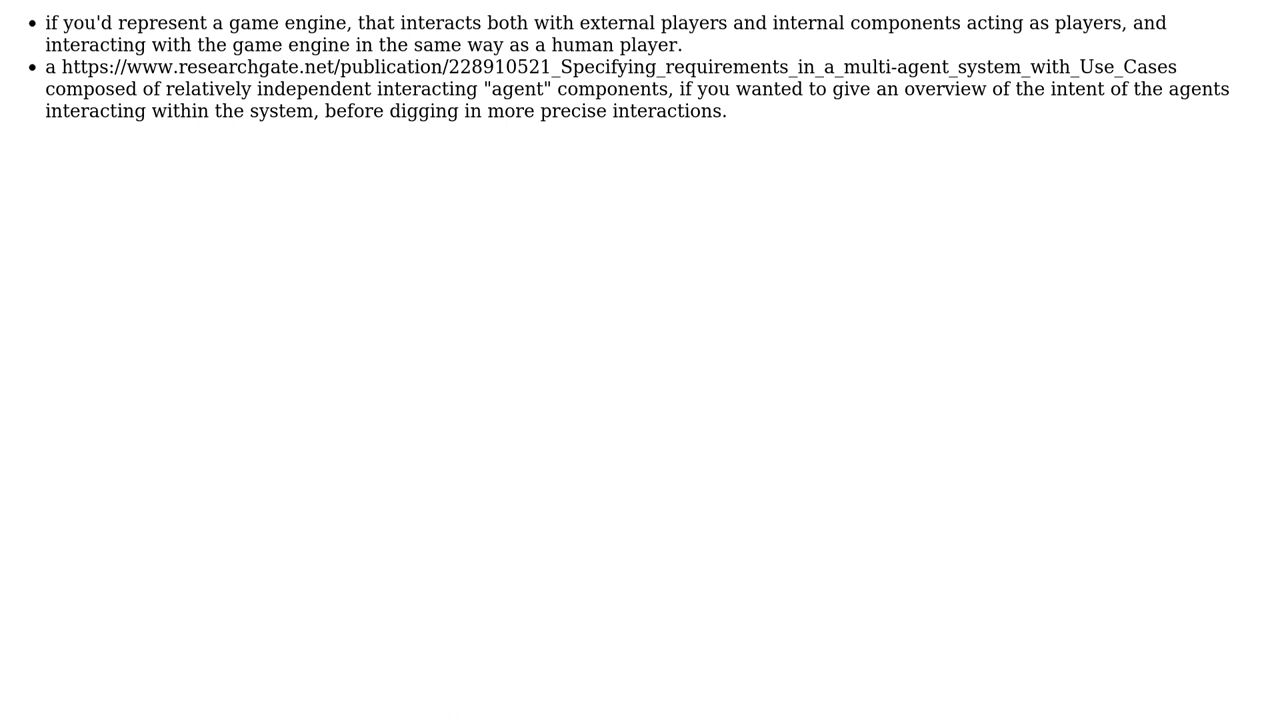 • if you'd represent a game engine, that interacts both with external players and internal components acting as players, and
interacting with the game engine in the same way as a human player.
• a https://www.researchgate.net/publication/228910521_Specifying_requirements_in_a_multi-agent_system_with_Use_Cases
composed of relatively independent interacting "agent" components, if you wanted to give an overview of the intent of the agents
interacting within the system, before digging in more precise interactions.